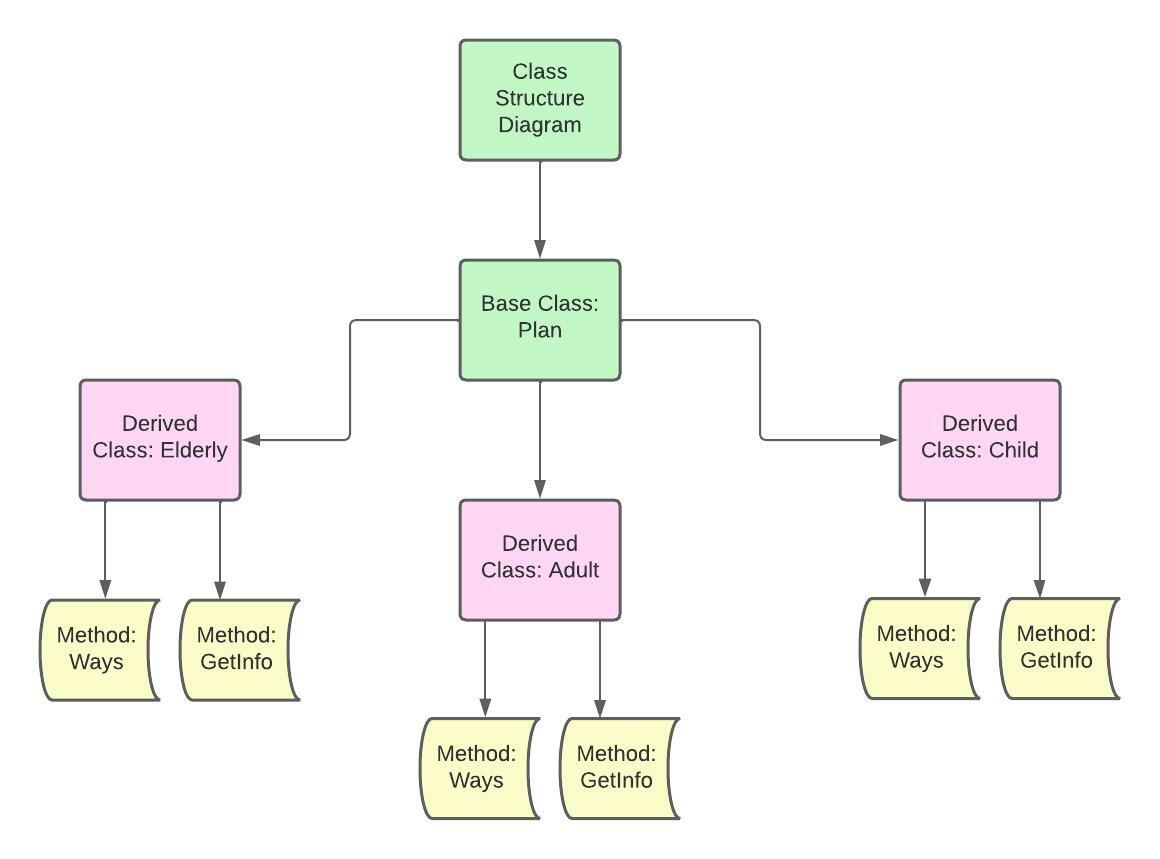 Class
Structure
Diagram
Base Class:
Plan
Derived
Class: Elderly
Derived
Class: Child
Derived
Class: Adult
Method:
Ways
Method:
GetInfo
Method:
Ways
Method:
GetInfo
Method:
Ways
Method:
GetInfo